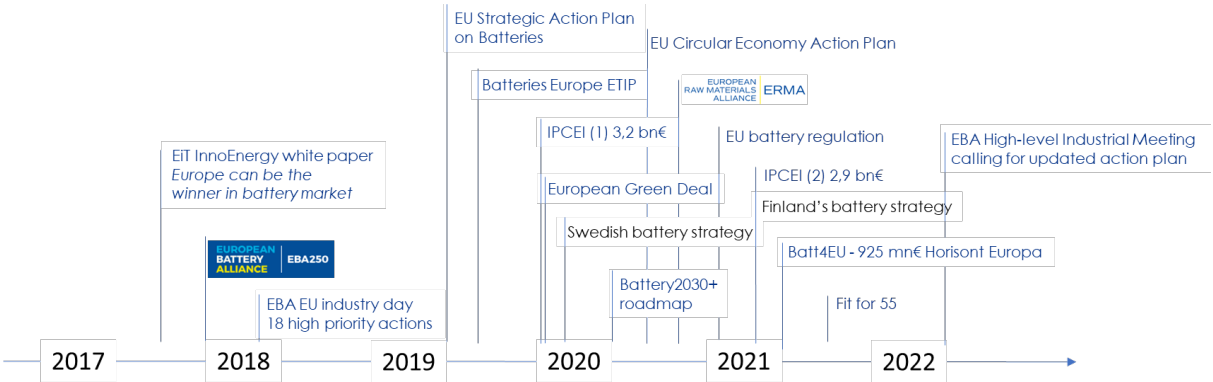 EU Strategic Action Plan
on Batteries
EU Circular Economy Action Plan
Batteries Europe ETIP
EUROPEAN
RAW MATERIALS
ALLIANCE
ERMA
IPCEI (1) 3,2 bn€
EU battery regulation
EBA High-level Industrial Meeting
calling for updated action plan
EiT InnoEnergy white paper
Europe can be the
winner in battery market
IPCEI (2) 2,9 bn€
European Green Deal
Finland's battery strategy
Swedish battery strategy
EUROPEAN
BATTERY
ALLIANCE
EBA250
Batt4EU - 925 mn€ Horisont Europa
Battery2030+
roadmap
EBA EU industry day
18 high priority actions
Fit for 55
2017
2018
2019
2020
2021
2022